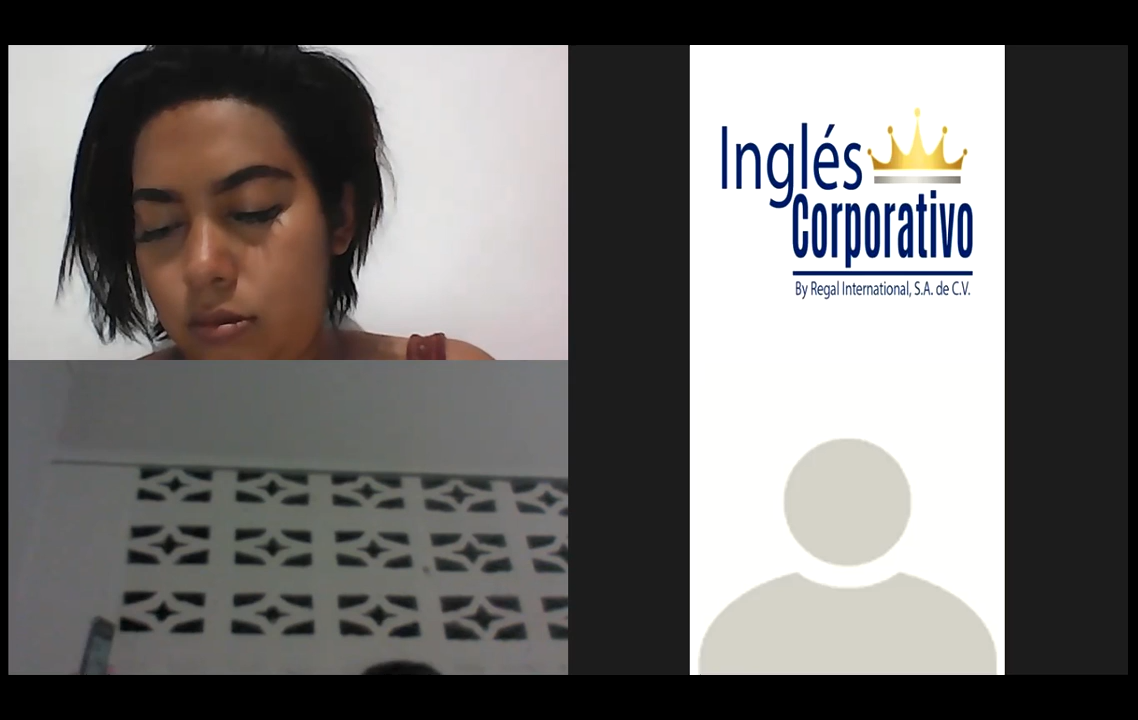 Inglés
Corporativo
By Regal International, S.A. de C.V.